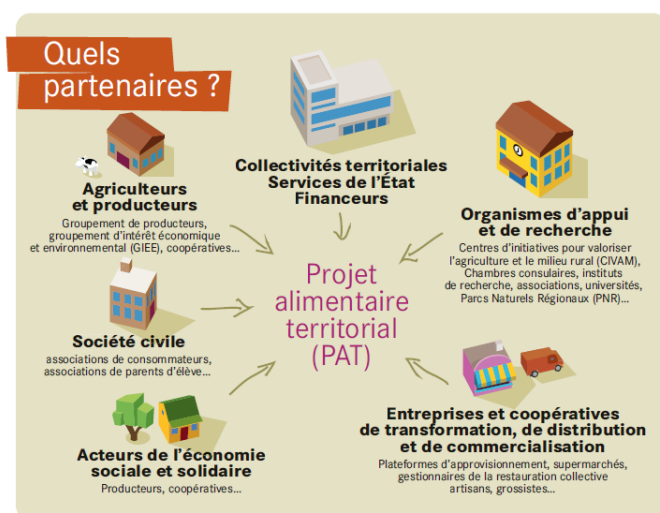 Quels
partenaires ?
Collectivités territoriales
Services de l'État
Financeurs
Agriculteurs
et producteurs
Groupement de producteurs,
groupement d'intérêt économique
et environnemental (GIEE), coopératives...
Organismes d'appui
et de recherche
Centres d'initiatives pour valoriser
l'agriculture et le milieu rural (CIVAM),
Chambres consulaires, instituts
de recherche, associations, universités,
Parcs Naturels Régionaux (PNR)...
Projet
alimentaire
territorial
(PAT)
Société civile
associations de consommateurs,
associations de parents d'élève...
Acteurs de l'économie
sociale et solidaire
Producteurs, coopératives...
Entreprises et coopératives
de transformation, de distribution
et de commercialisation
Plateformes d'approvisionnement, supermarchés,
gestionnaires de la restauration collective
artisans, grossistes...